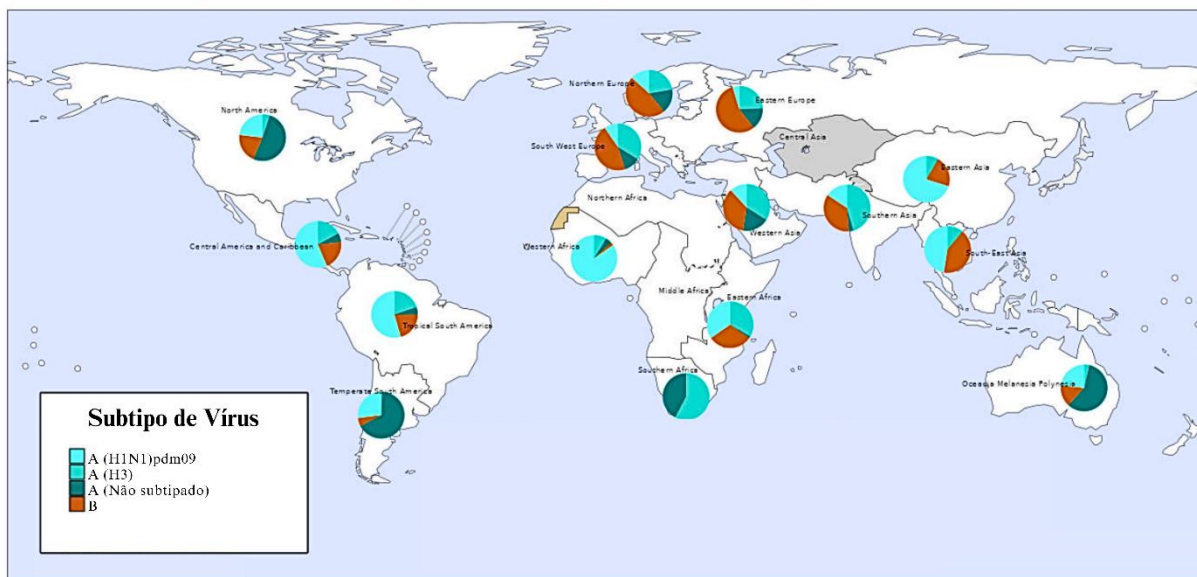 Northern Europe
Eastern Europe
North America
Central Asia
South West Europe
Eastern Asia
Northern Africa
Southern Asia
Western Asia
Western Africa
Central America and Caribbean
South-East Asia
Middle Africa
Eastern Africa
Tropical South America
Southern Africa
Oceania Melanesia Polynesia
Temperate South America
Subtipo de Vírus
A (H1N1)pdm09
A (H3)
A (Não subtipado)
B